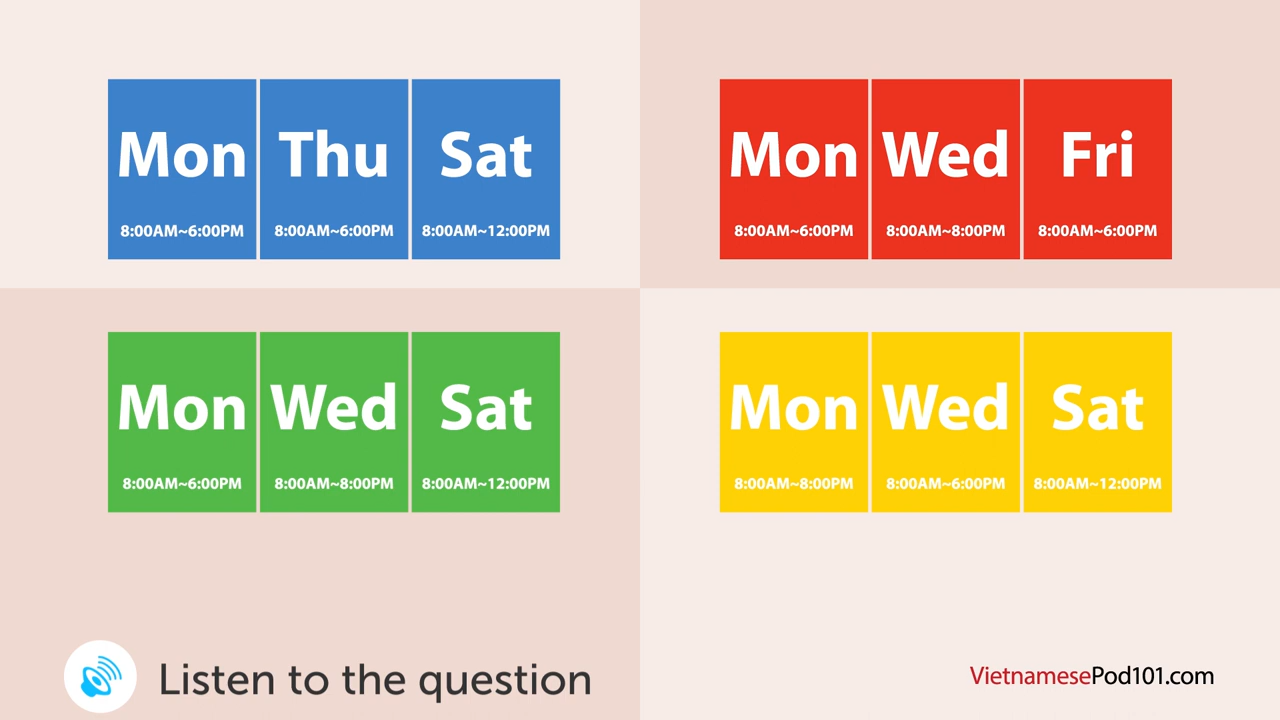 Mon Thu Sat
8:00AM~6:00PM 8:00AM~6:00PM 8:00AM~12:00PM
Mon Wed Fri
8:00AM~6:00PM 8:00AM~8:00PM 8:00AM~6:00PM
Mon Wed Sat
8:00AM~6:00PM 8:00AM~8:00PM 8:00AM~12:00PM
Mon Wed Sat
8:00AM~8:00PM 8:00AM~6:00PM 8:00AM~12:00PM
Listen to the question
VietnamesePod101.com